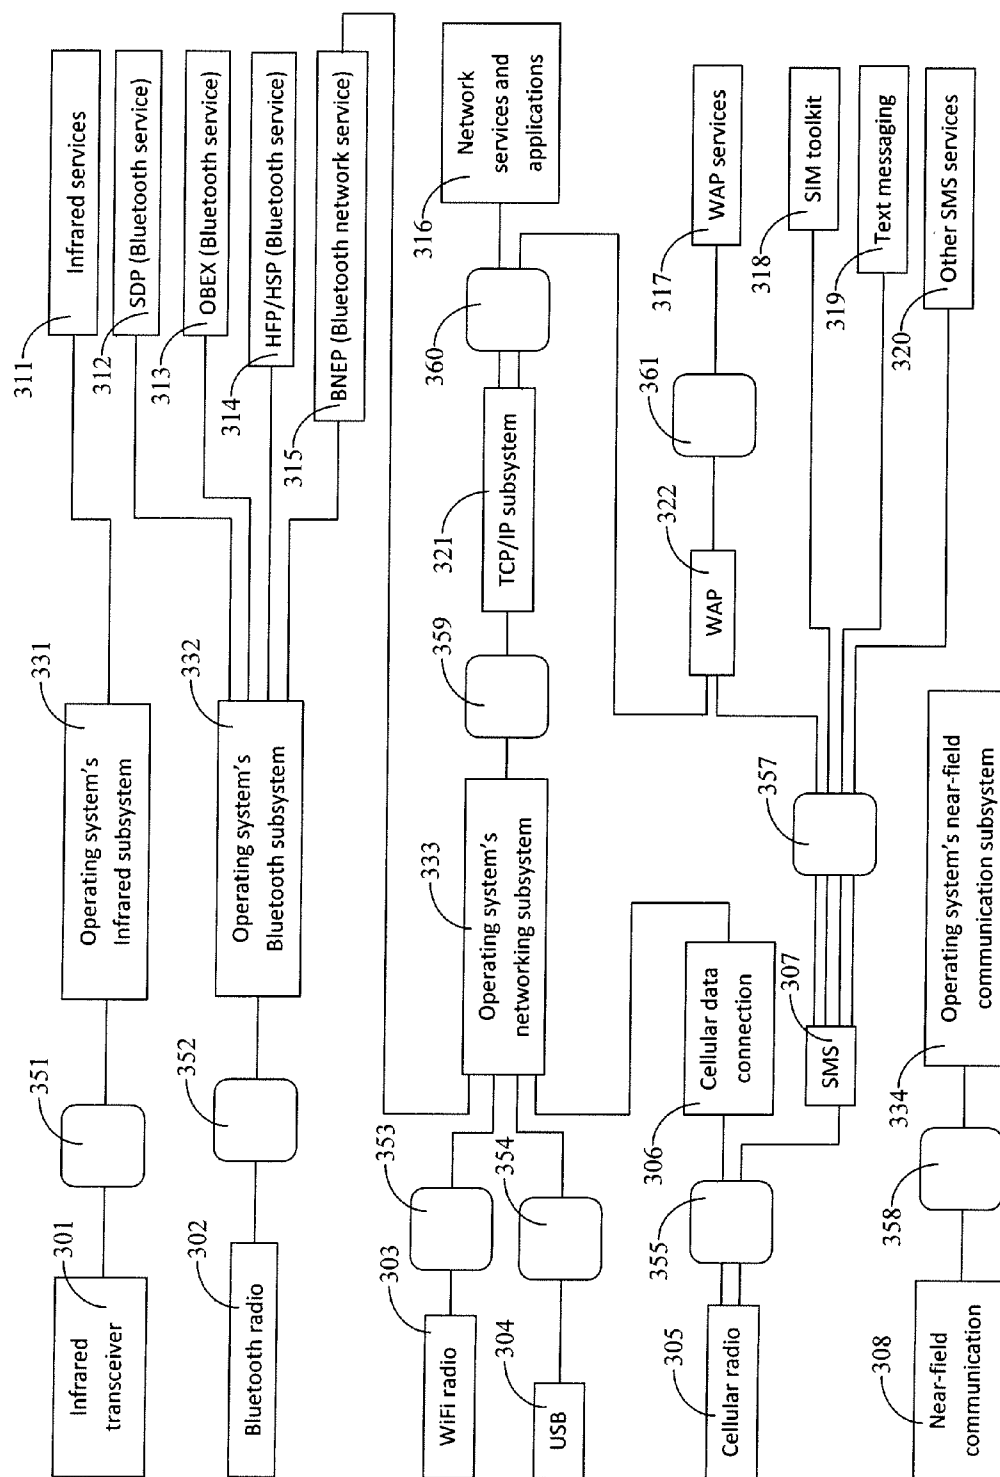 311
Infrared services
312
SDP (Bluetooth service)
313
OBEX (Bluetooth service)
314
HFP/HSP (Bluetooth service)
315
BNEP (Bluetooth network service)
331
Operating system's
Infrared subsystem
332
Operating system's
Bluetooth subsystem
351
352
301
Infrared
transceiver
302
Bluetooth radio
316
Network
services and
applications
360
321
TCP/IP subsystem
359
333
Operating system's
networking subsystem
353
303
WiFi radio
354
304
USB
317
WAP services
361
322
WAP
318
SIM toolkit
319
Text messaging
320
Other SMS services
357
307
SMS
306
Cellular data
connection
355
305
Cellular radio
334
Operating system's near-field
communication subsystem
358
308
Near-field
communication